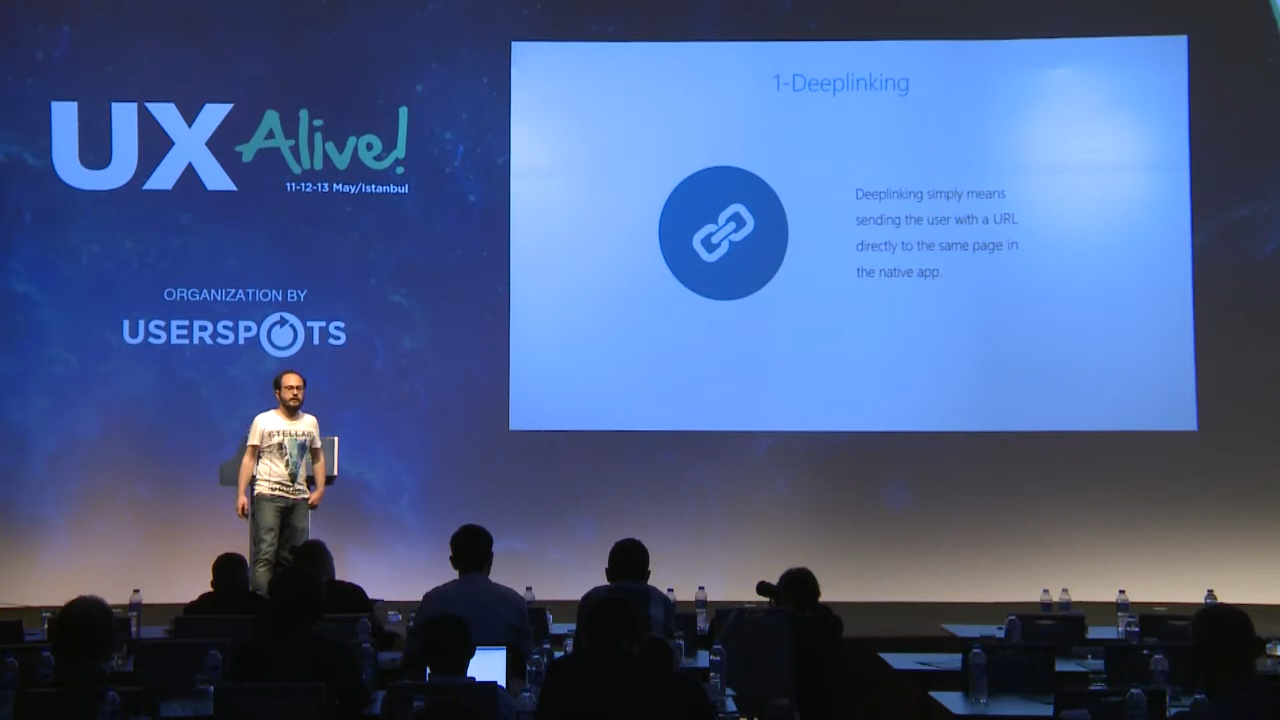 UX Alive!
11-12-13 May/Istanbul
ORGANIZATION BY
USERSPOTS
1-Deeplinking
Deeplinking simply means
sending the user with a URL
directly to the same page in
the native app.
STELLAR